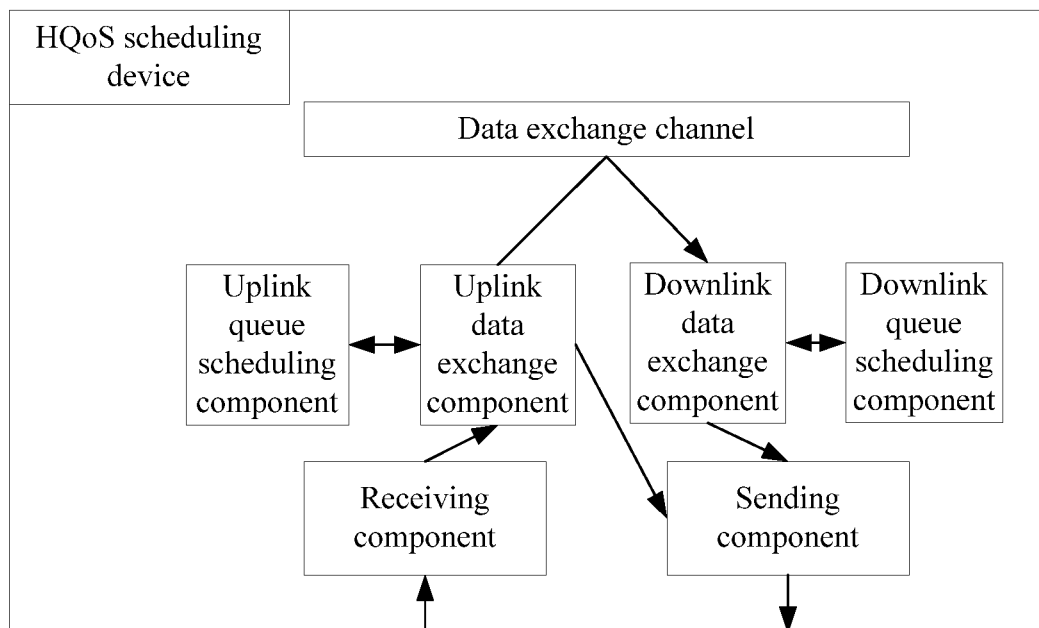 HQoS scheduling
device
Data exchange channel
Uplink
queue
scheduling
component
Uplink
data
exchange
component
Downlink
data
exchange
component
Downlink
queue
scheduling
component
Receiving
component
Sending
component